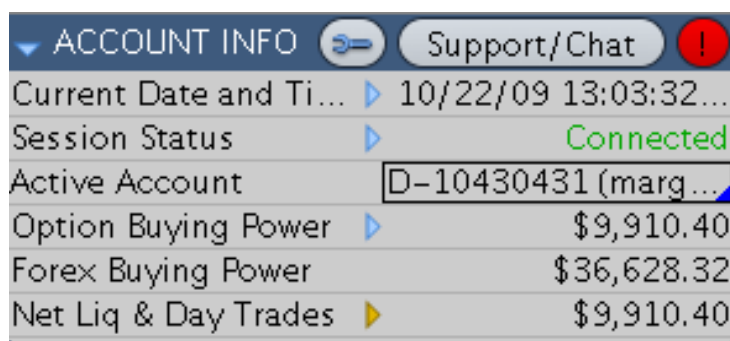 ACCOUNT INFO Support/Chat !
Current Date and Ti... 10/22/09 13:03:32...
Session Status Connected
Active Account D-10430431 (marg...
Option Buying Power $9,910.40
Forex Buying Power $36,628.32
Net Liq & Day Trades $9,910.40